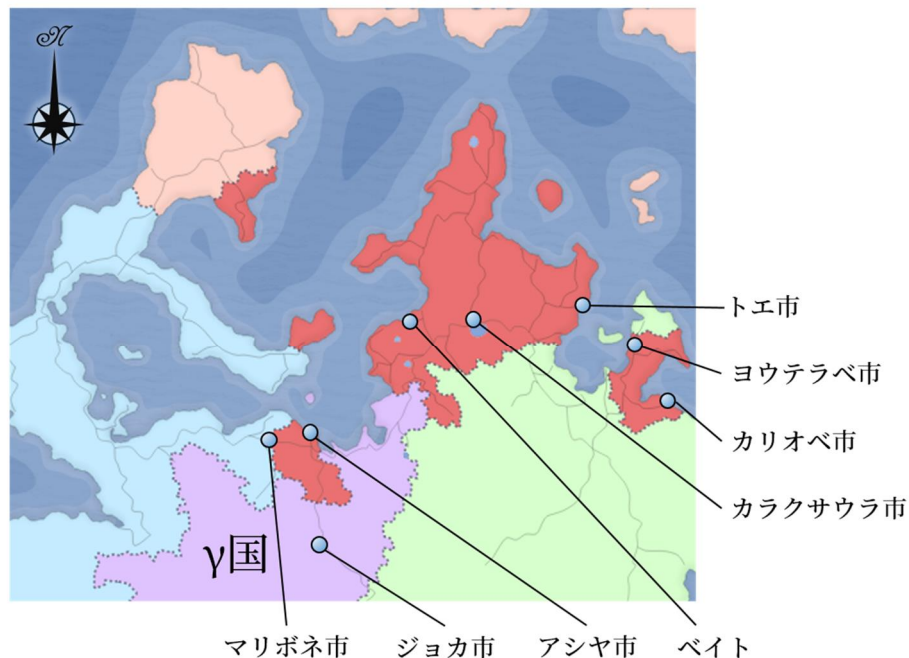 N
トエ市
ヨウテラベ市
カリオベ市
カラクサウラ市
γ国
マリボネ市
ジョカ市
アシヤ市
ベイト